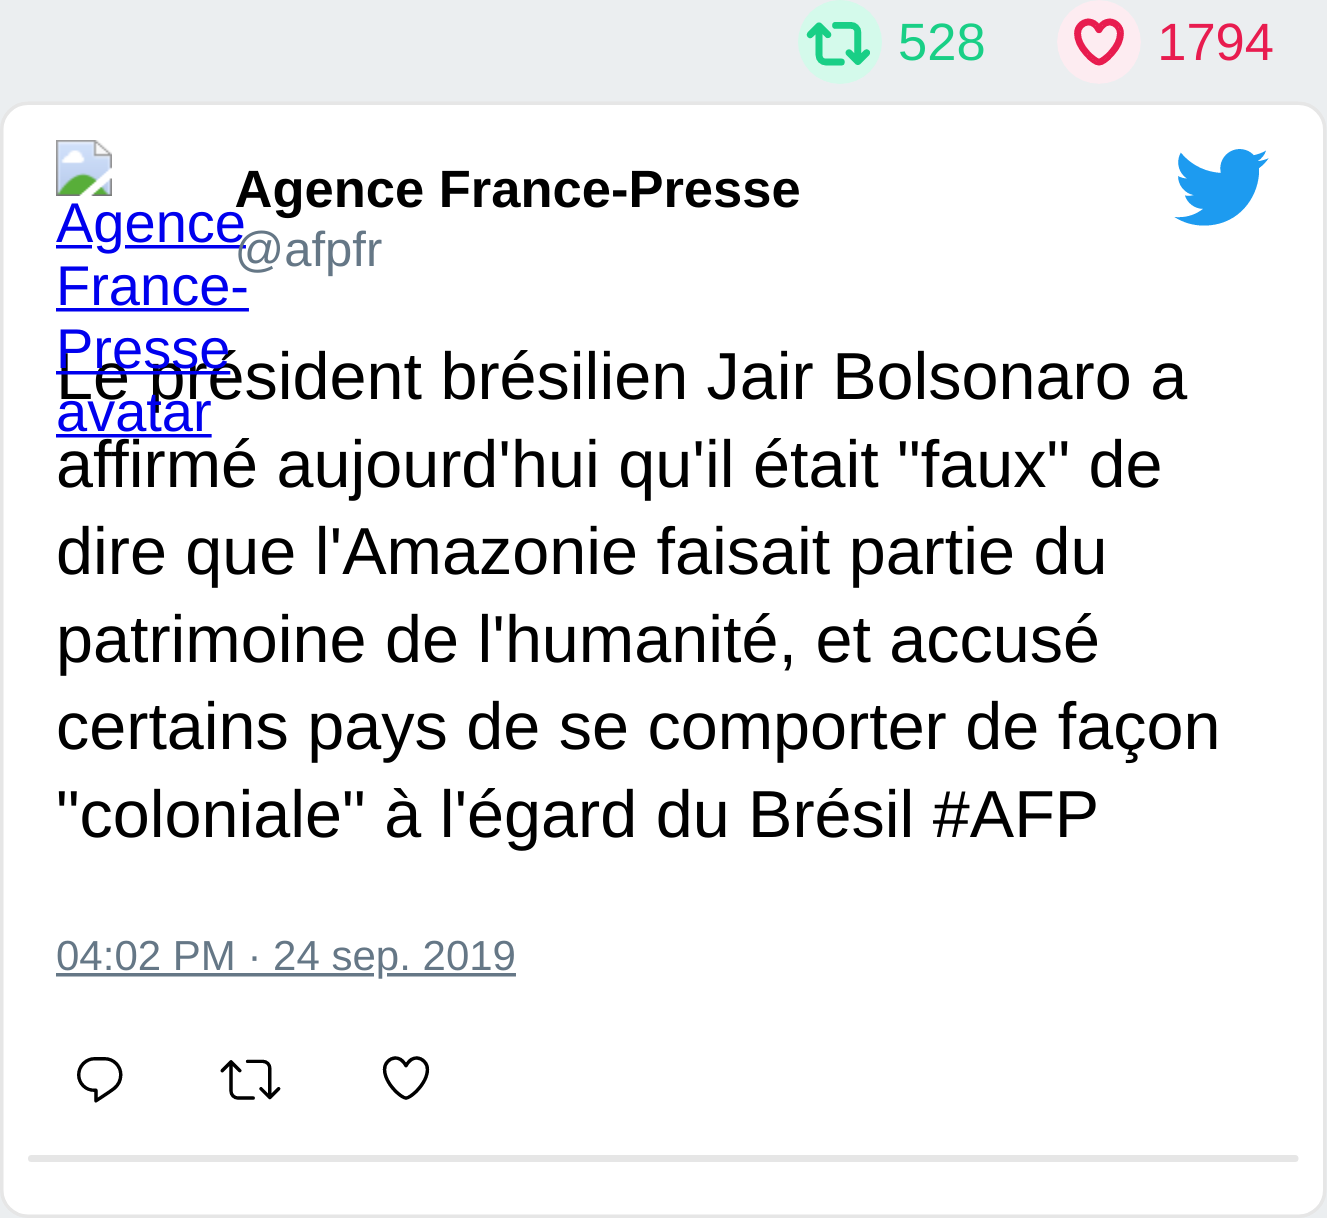 528 1794
Agence France-Presse
@afpfr
Agence
France-
Presse
avatar
Le président brésilien Jair Bolsonaro a
affirmé aujourd'hui qu'il était "faux" de
dire que l'Amazonie faisait partie du
patrimoine de l'humanité, et accusé
certains pays de se comporter de façon
"coloniale" à l'égard du Brésil #AFP
04:02 PM · 24 sep. 2019